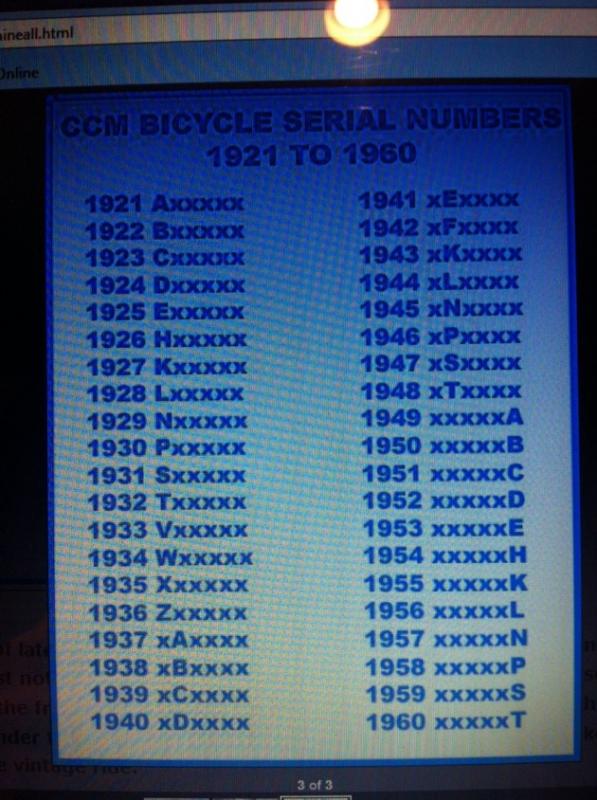 ineall.html
Online
CCM BICYCLE SERIAL NUMBERS
1921 TO 1960
1921 Axxxxx
1922 Bxxxxx
1923 Cxxxxx
1924 Dxxxxx
1925 Exxxxx
1926 Hxxxxx
1927 Kxxxxx
1928 Lxxxxx
1929 Nxxxxx
1930 Pxxxxx
1931 Sxxxxx
1932 Txxxxx
1933 Vxxxxx
1934 Wxxxxx
1935 Xxxxxx
1936 Zxxxxx
1937 xAxxxx
1938 xBxxxx
1939 xCxxxx
1940 xDxxxx
1941 xExxxx
1942 xFxxxx
1943 xKxxxx
1944 xLxxxx
1945 xNxxxx
1946 xPxxxx
1947 xSxxxx
1948 xTxxxx
1949 xxxxxA
1950 xxxxxB
1951 xxxxxC
1952 xxxxxD
1953 xxxxxE
1954 xxxxxH
1955 xxxxxK
1956 xxxxxL
1957 xxxxxN
1958 xxxxxP
1959 xxxxxS
1960 xxxxxT
e vintage ride.
3 of 3